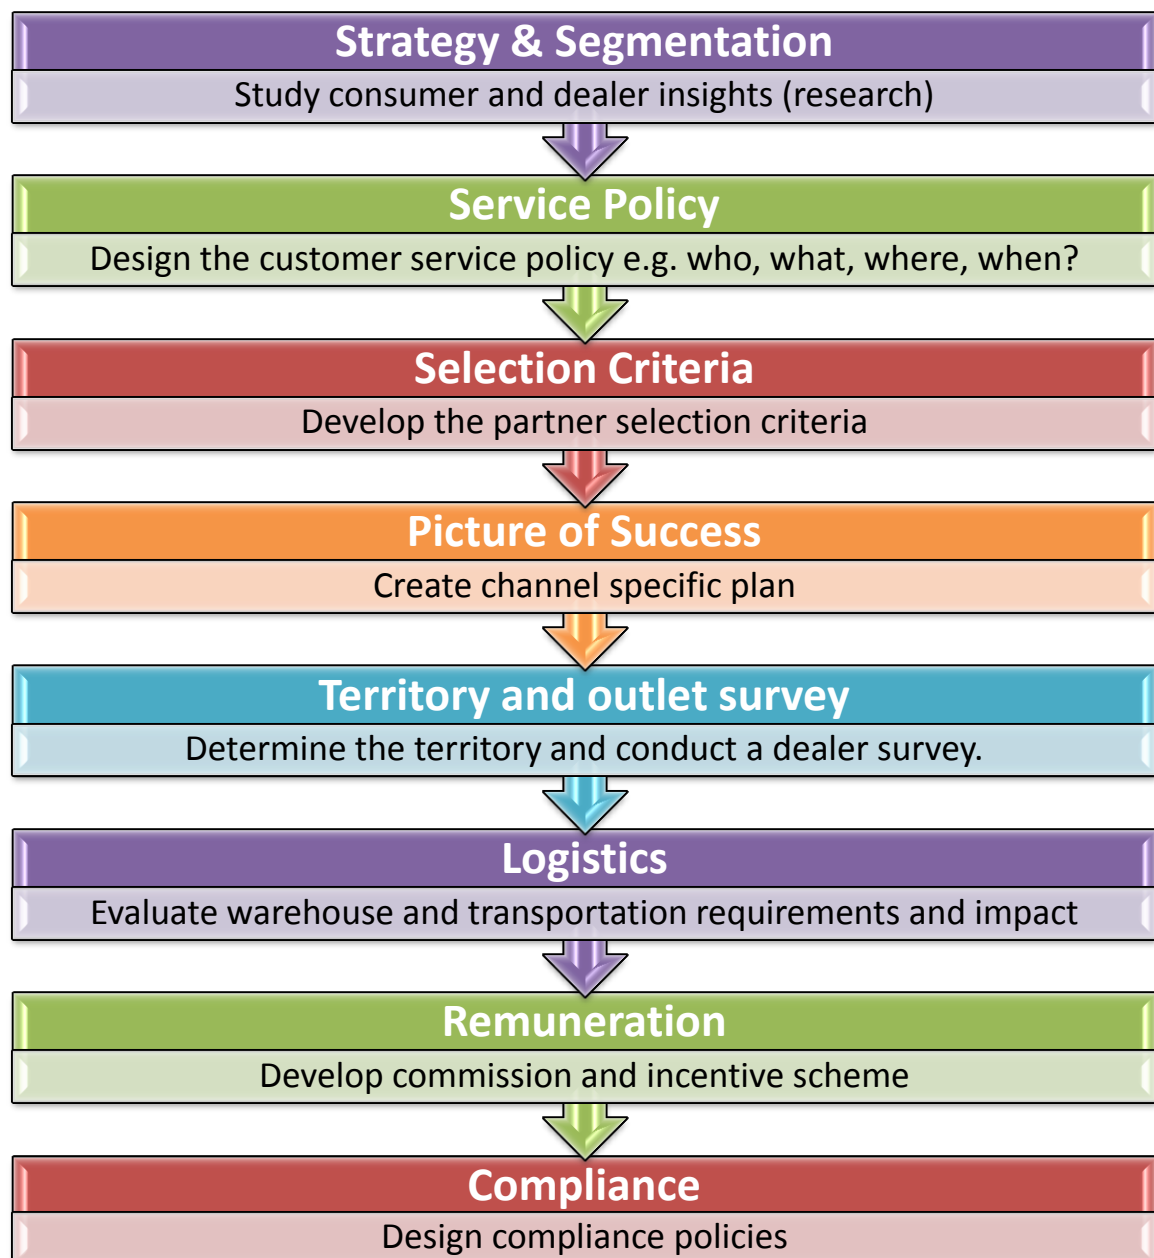 Strategy & Segmentation
Study consumer and dealer insights (research)
Service Policy
Design the customer service policy e.g. who, what, where, when?
Selection Criteria
Develop the partner selection criteria
Picture of Success
Create channel specific plan
Territory and outlet survey
Determine the territory and conduct a dealer survey.
Logistics
Evaluate warehouse and transportation requirements and impact
Remuneration
Develop commission and incentive scheme
Compliance
Design compliance policies